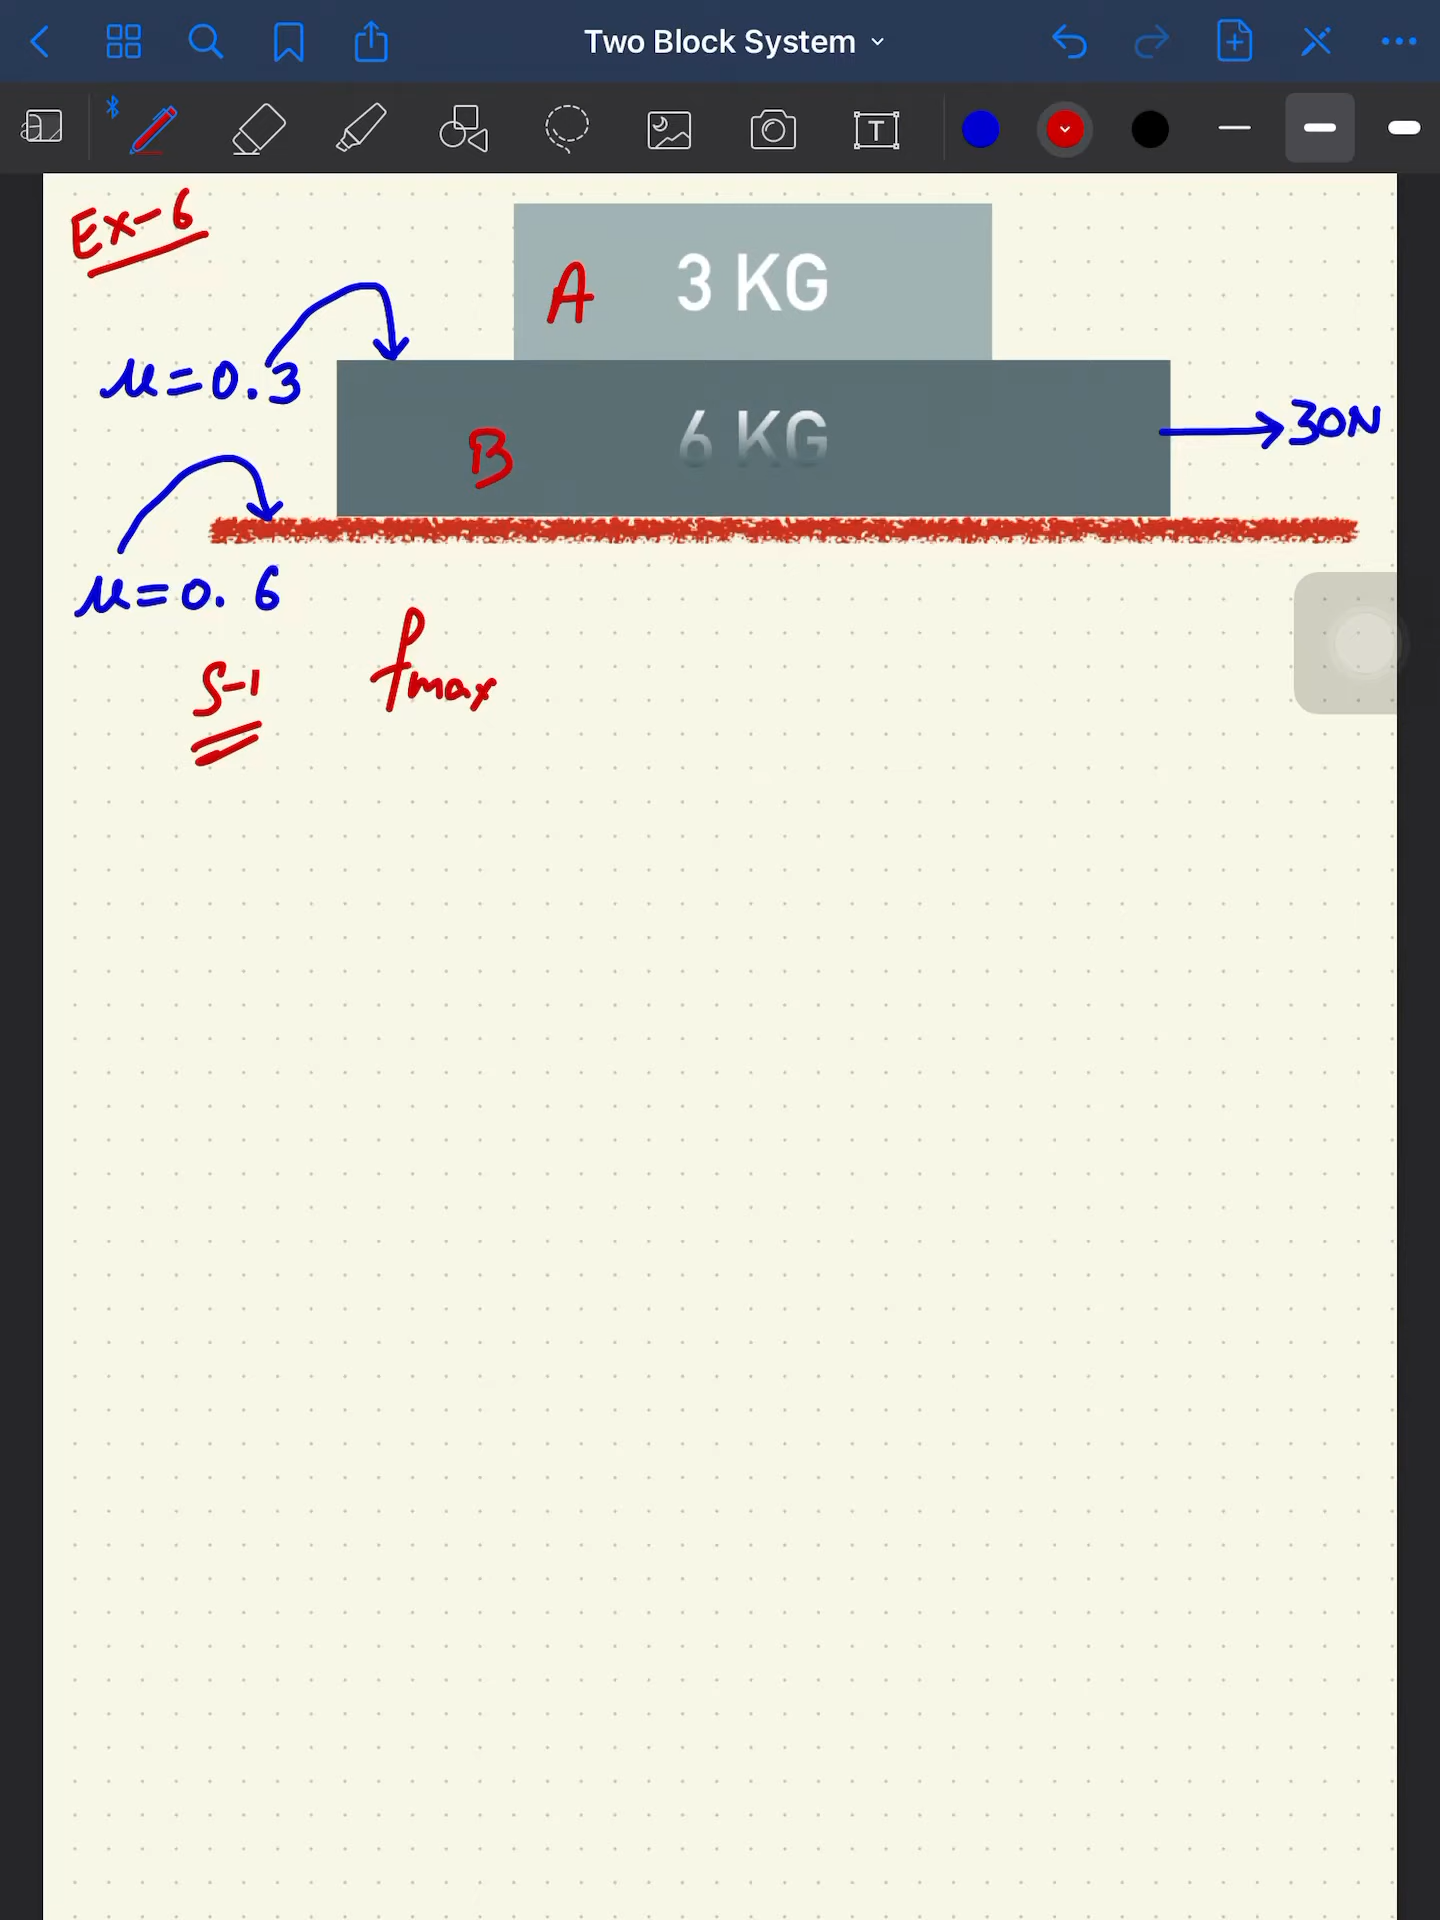 Two Block System
T
Ex-6
A 3 KG
μ=0.3
B 6 KG
→30N
μ=0.6
S-1 fmax